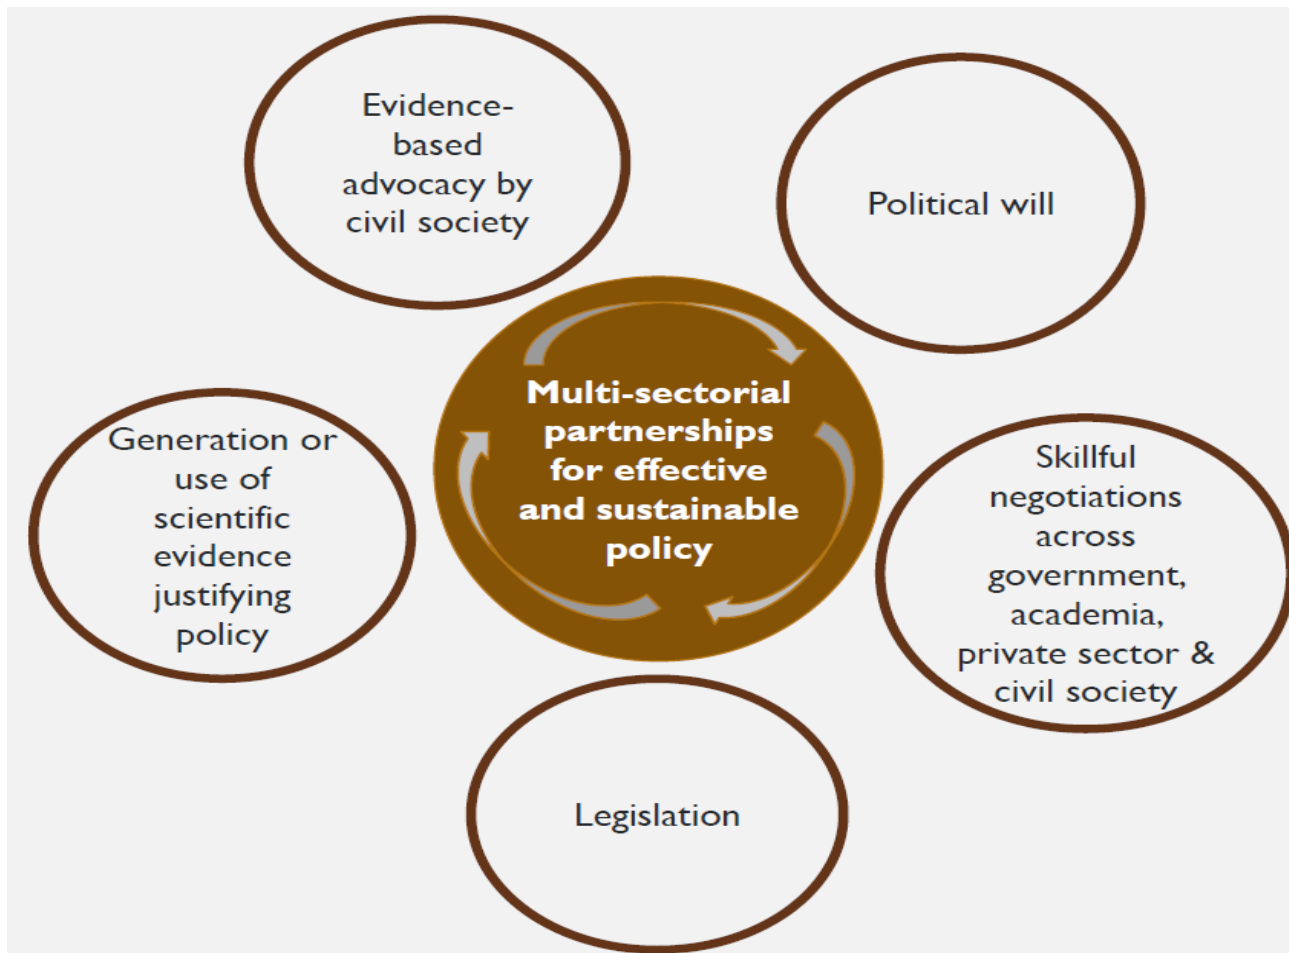 Evidence-
based
advocacy by
civil society
Political will
Multi-sectorial
partnerships
for effective
and sustainable
policy
Generation or
use of
scientific
evidence
justifying
policy
Skillful
negotiations
across
government,
academia,
private sector &
civil society
Legislation